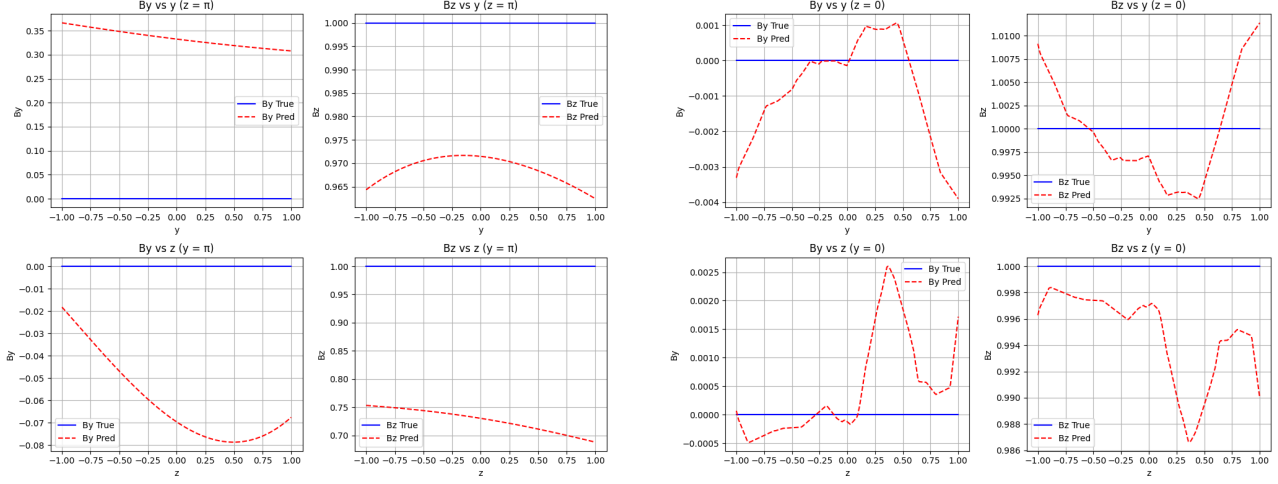 By vs y (z = π)
By
0.35
0.30
0.25
0.20
0.15
0.10
0.05
0.00
By True
By Pred
−1.00 −0.75 −0.50 −0.25 0.00 0.25 0.50 0.75 1.00
y
Bz vs y (z = π)
Bz
1.000
0.995
0.990
0.985
0.980
0.975
0.970
0.965
Bz True
Bz Pred
−1.00 −0.75 −0.50 −0.25 0.00 0.25 0.50 0.75 1.00
y
By vs y (z = 0)
By
0.001
0.000
−0.001
−0.002
−0.003
−0.004
By True
By Pred
−1.00 −0.75 −0.50 −0.25 0.00 0.25 0.50 0.75 1.00
y
Bz vs y (z = 0)
Bz
1.0100
1.0075
1.0050
1.0025
1.0000
0.9975
0.9950
0.9925
Bz True
Bz Pred
−1.00 −0.75 −0.50 −0.25 0.00 0.25 0.50 0.75 1.00
y
By vs z (y = π)
By
0.00
−0.01
−0.02
−0.03
−0.04
−0.05
−0.06
−0.07
−0.08
By True
By Pred
−1.00 −0.75 −0.50 −0.25 0.00 0.25 0.50 0.75 1.00
z
Bz vs z (y = π)
Bz
1.00
0.95
0.90
0.85
0.80
0.75
0.70
Bz True
Bz Pred
−1.00 −0.75 −0.50 −0.25 0.00 0.25 0.50 0.75 1.00
z
By vs z (y = 0)
By
0.0025
0.0020
0.0015
0.0010
0.0005
0.0000
−0.0005
By True
By Pred
−1.00 −0.75 −0.50 −0.25 0.00 0.25 0.50 0.75 1.00
z
Bz vs z (y = 0)
Bz
1.000
0.998
0.996
0.994
0.992
0.990
0.988
0.986
Bz True
Bz Pred
−1.00 −0.75 −0.50 −0.25 0.00 0.25 0.50 0.75 1.00
z